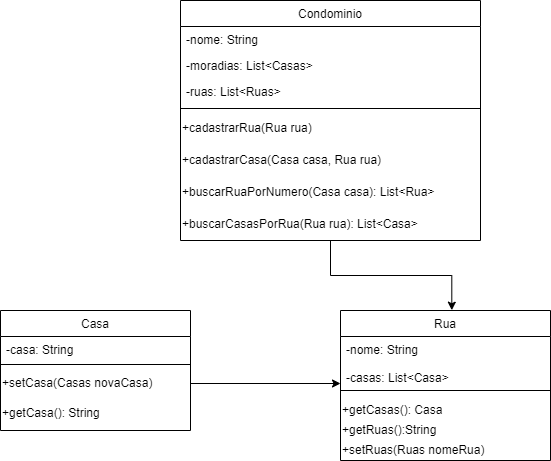 Condominio
-nome: String
-moradias: List<Casas>
-ruas: List<Ruas>
+cadastrarRua(Rua rua)
+cadastrarCasa(Casa casa, Rua rua)
+buscarRuaPorNumero(Casa casa): List<Rua>
+buscarCasasPorRua(Rua rua): List<Casa>
Casa
-casa: String
+setCasa(Casas novaCasa)
+getCasa(): String
Rua
-nome: String
-casas: List<Casa>
+getCasas(): Casa
+getRuas():String
+setRuas(Ruas nomeRua)